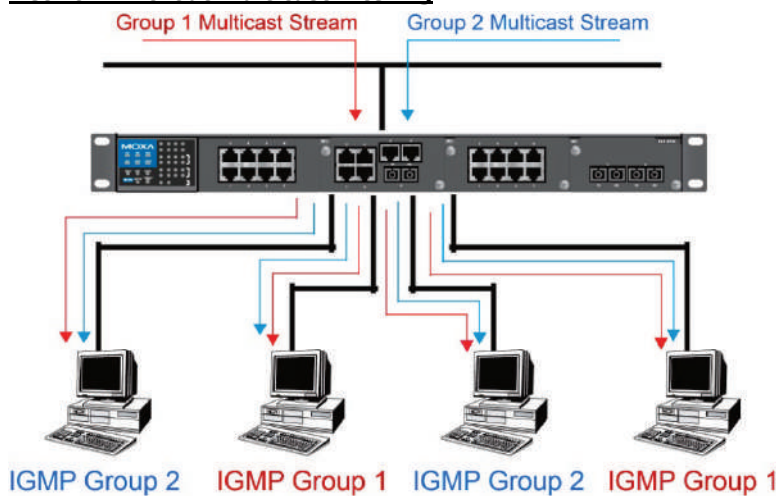 Group 1 Multicast Stream
Group 2 Multicast Stream
MOXA
IGMP Group 2
IGMP Group 1
IGMP Group 2
IGMP Group 1